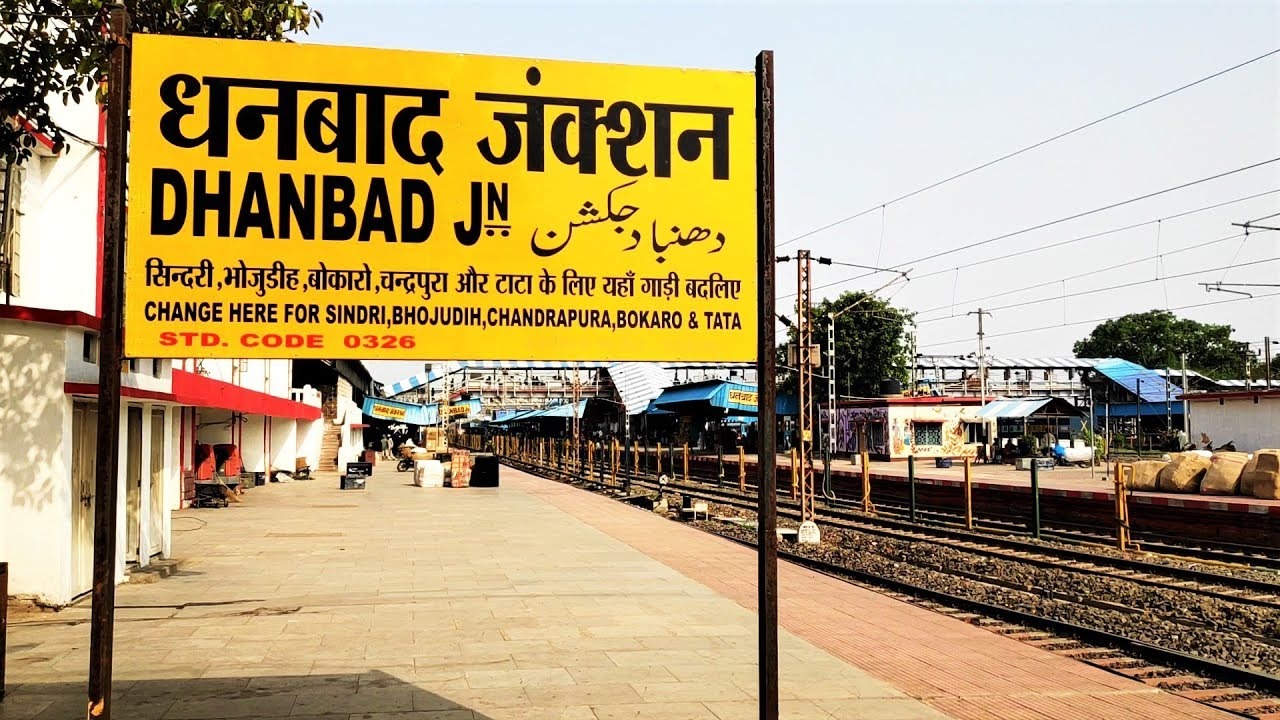 धनबाद जंक्शन
DHANBAD JN دھنبا د جکشن
सिन्दरी,भोजुडीह,बोकारो,चन्द्रपुरा और टाटा के लिए यहाँ गाड़ी बदलिए
CHANGE HERE FOR SINDRI,BHOJUDIH,CHANDRAPURA,BOKARO & TATA
STD. CODE 0326